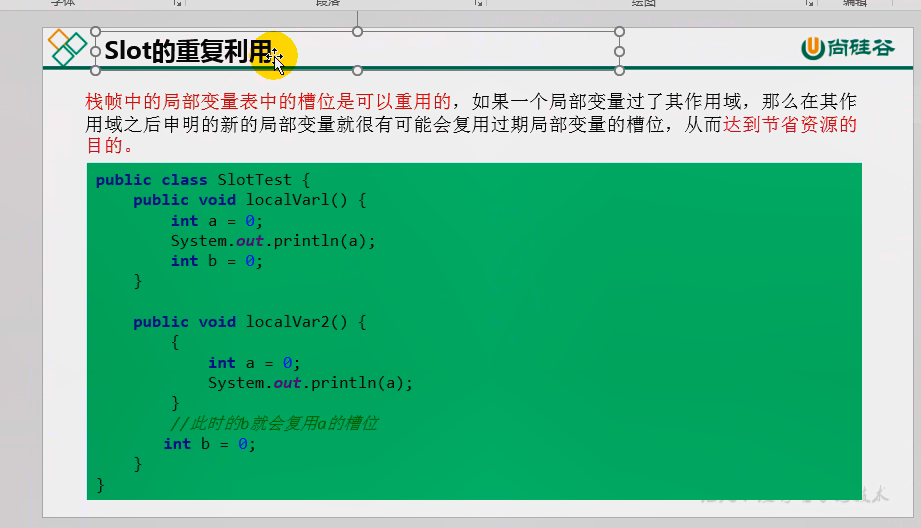 字体
段落
绘图
编辑
Slot的重复利用
尚硅谷
栈帧中的局部变量表中的槽位是可以重用的，如果一个局部变量过了其作用域，那么在其作
用域之后申明的新的局部变量就很有可能会复用过期局部变量的槽位，从而达到节省资源的
目的。
public class SlotTest {
    public void localVarl() {
        int a = 0;
        System.out.println(a);
        int b = 0;
    }
    public void localVar2() {
        {
            int a = 0;
            System.out.println(a);
        }
        //此时的b就会复用a的槽位
        int b = 0;
    }
}
技术